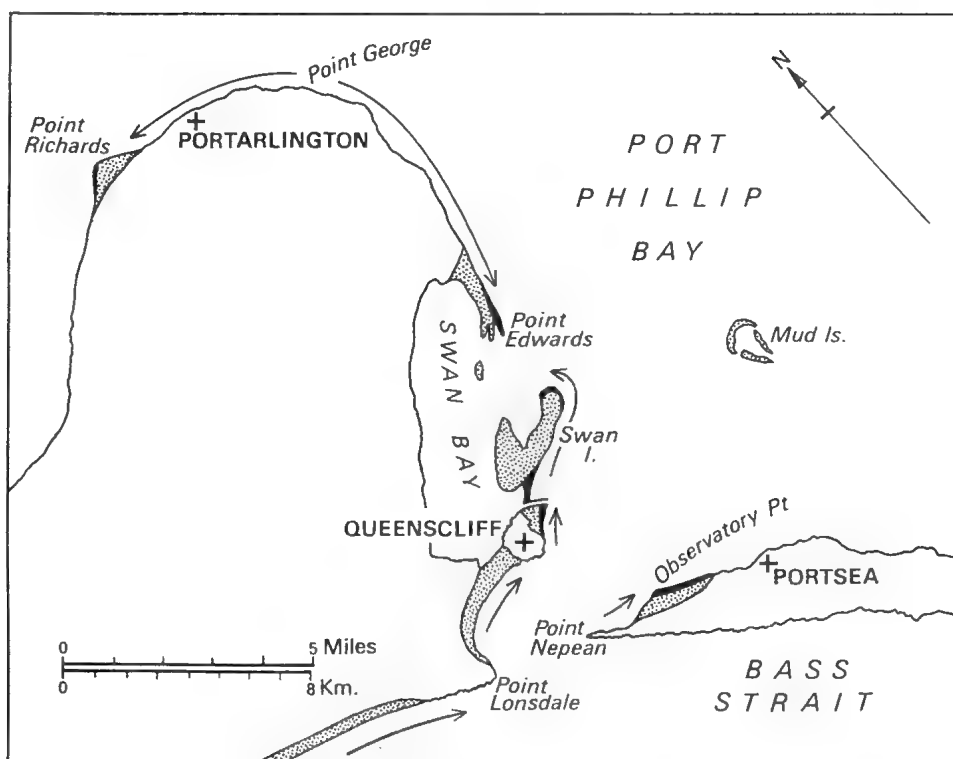 Point George
N
Point
Richards
PORTARLINGTON
PORT
PHILLIP
BAY
Point
Edwards
Mud Is.
SWAN BAY
Swan
I.
QUEENSCLIFF
Observatory Pt
PORTSEA
Point
Nepean
0 5 Miles
0 8 Km.
Point
Lonsdale
BASS
STRAIT